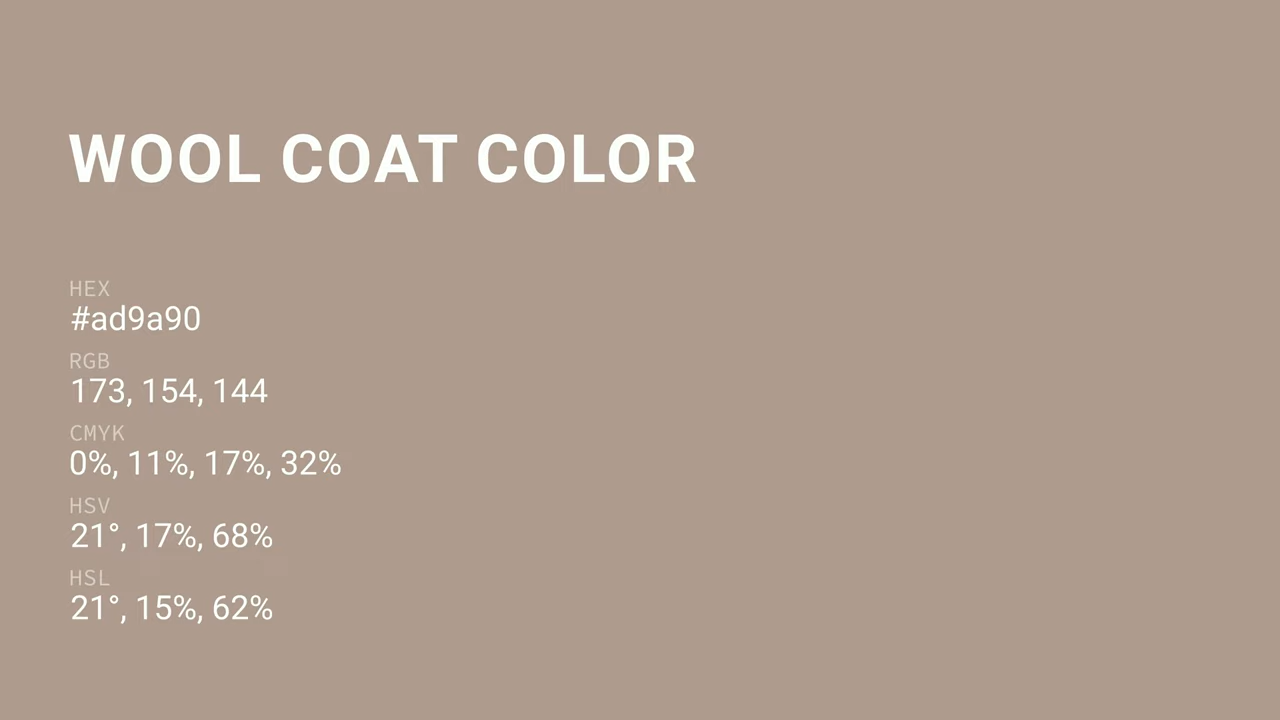 WOOL COAT COLOR
HEX
#ad9a90
RGB
173, 154, 144
CMYK
0%, 11%, 17%, 32%
HSV
21°, 17%, 68%
HSL
21°, 15%, 62%